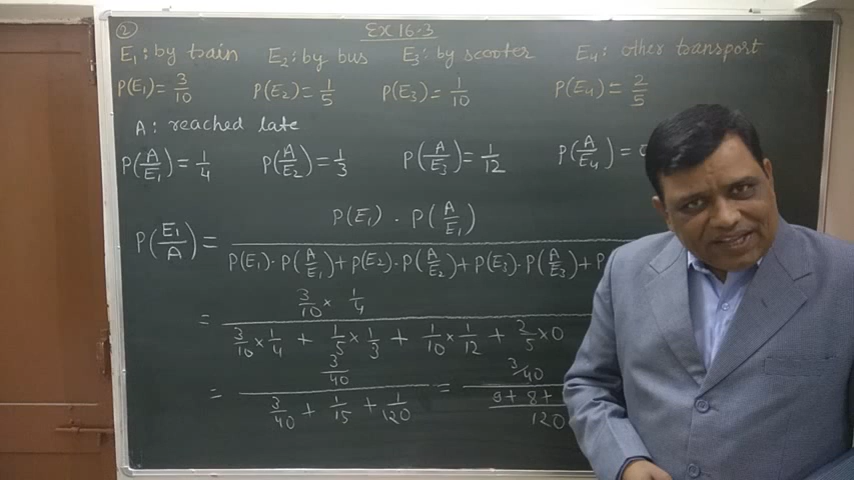 ② Ex 16.3
E₁: by train E₂: by bus E₃: by scooter E₄: other transport
P(E₁) = 3/10 P(E₂) = 1/5 P(E₃) = 1/10 P(E₄) = 2/5
A: reached late
P(A/E₁) = 1/4 P(A/E₂) = 1/3 P(A/E₃) = 1/12 P(A/E₄) =
P(E₁/A) = P(E₁) · P(A/E₁) / P(E₁) · P(A/E₁) + P(E₂) · P(A/E₂) + P(E₃) · P(A/E₃) + P
= 3/10 × 1/4 / 3/10 × 1/4 + 1/5 × 1/3 + 1/10 × 1/12 + 2/5 × 0
= 3/40 / 3/40 + 1/15 + 1/120 = 3/40 / 9 + 8 + / 120